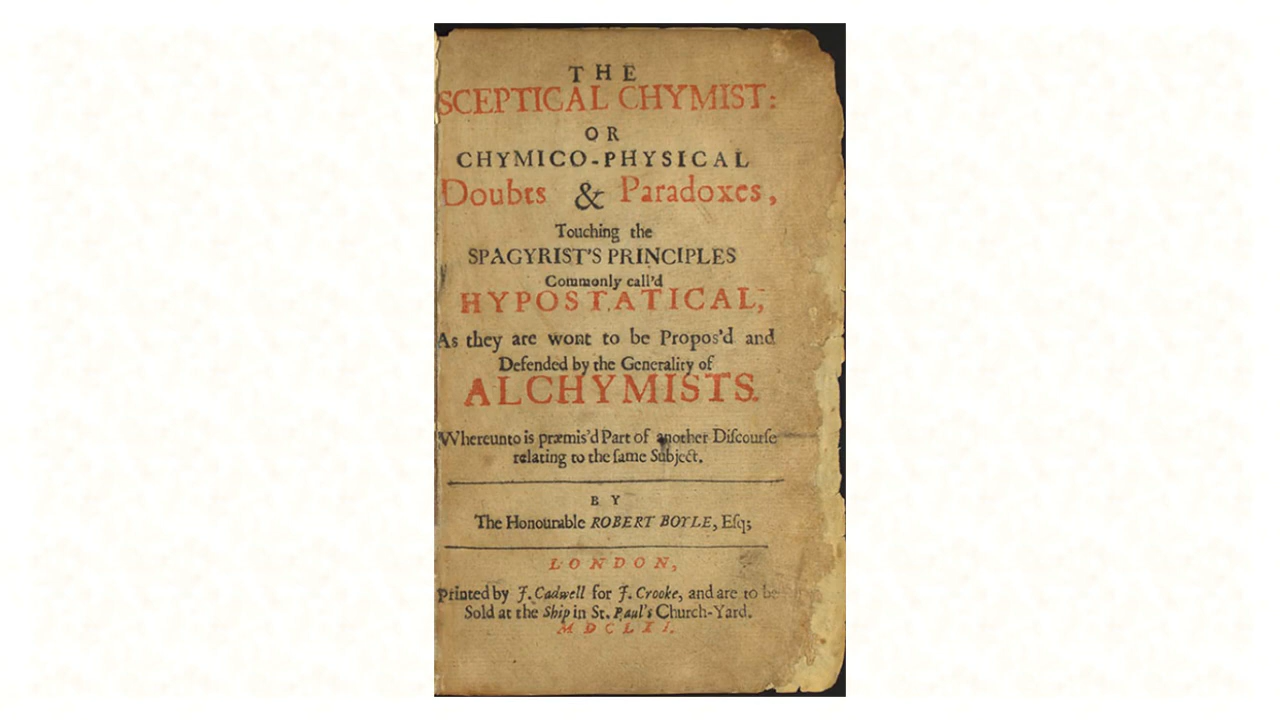 THE
SCEPTICAL CHYMIST:
OR
CHYMICO-PHYSICAL
Doubts & Paradoxes,
Touching the
SPAGYRIST'S PRINCIPLES
Commonly call'd
HYPOSTATICAL,
As they are wont to be Propos'd and
Defended by the Generality of
ALCHYMISTS.
Whereunto is præmis'd Part of another Diſcourſe
relating to the ſame Subject.
BY
The Honourable ROBERT BOYLE, Eſq;
LONDON,
Printed by J. Cadwell for J. Crooke, and are to be
Sold at the Ship in St. Paul's Church-Yard.
MDCLXI.